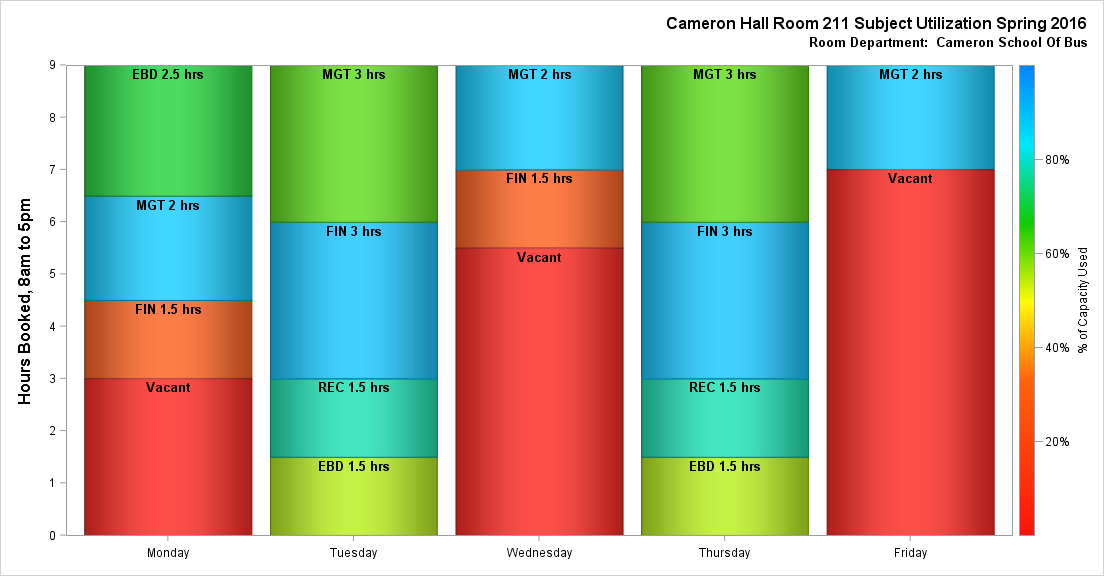 Cameron Hall Room 211 Subject Utilization Spring 2016
Room Department: Cameron School Of Bus
Hours Booked, 8am to 5pm
9
8
7
6
5
4
3
2
1
0
EBD 2.5 hrs
MGT 2 hrs
FIN 1.5 hrs
Vacant
MGT 3 hrs
FIN 3 hrs
REC 1.5 hrs
EBD 1.5 hrs
MGT 2 hrs
FIN 1.5 hrs
Vacant
MGT 3 hrs
FIN 3 hrs
REC 1.5 hrs
EBD 1.5 hrs
MGT 2 hrs
Vacant
Monday
Tuesday
Wednesday
Thursday
Friday
80%
60%
40%
20%
% of Capacity Used